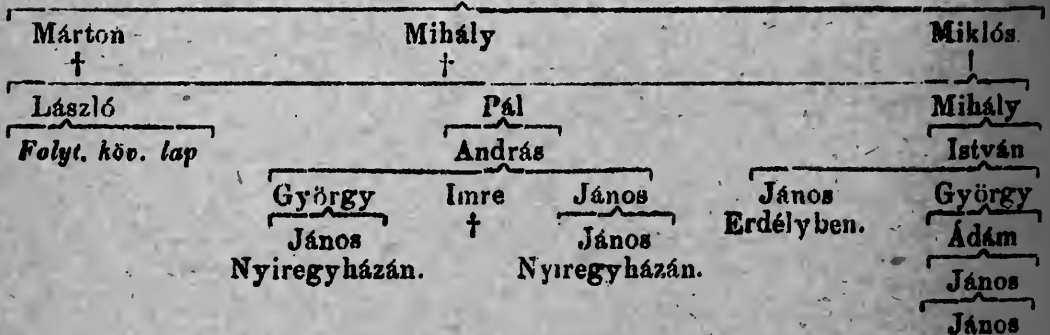 Márton Mihály Miklós
† †
László Pál Mihály
Folyt. köv. lap András István
György Imre János János György
János † János Erdélyben. Ádám
Nyiregyházán. Nyiregyházán. János
János